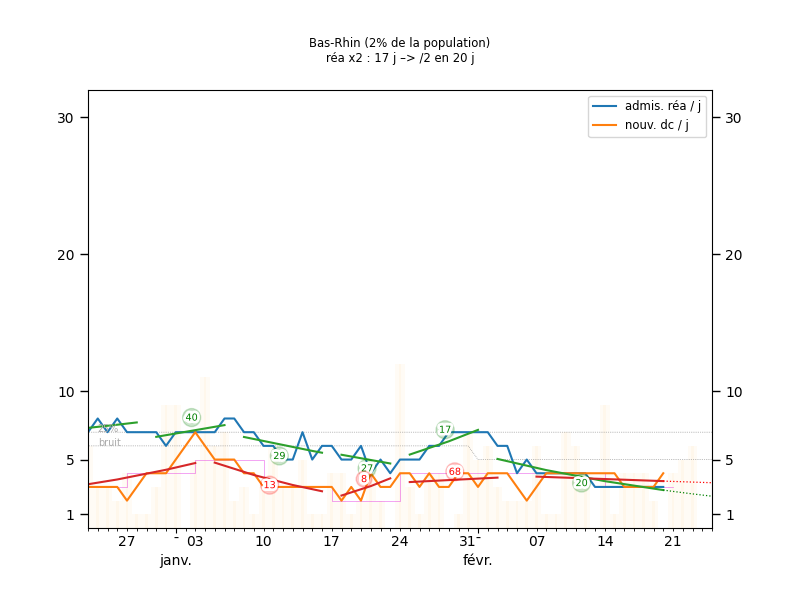 Bas-Rhin (2% de la population)
réa x2 : 17 j –> /2 en 20 j
admis. réa / j
nouv. dc / j
30 30
20 20
10 10
5 5
1 1
40
29
27
17
20
13
8
68
bruit
27 - 03 10 17 24 31- 07 14 21
janv. févr.